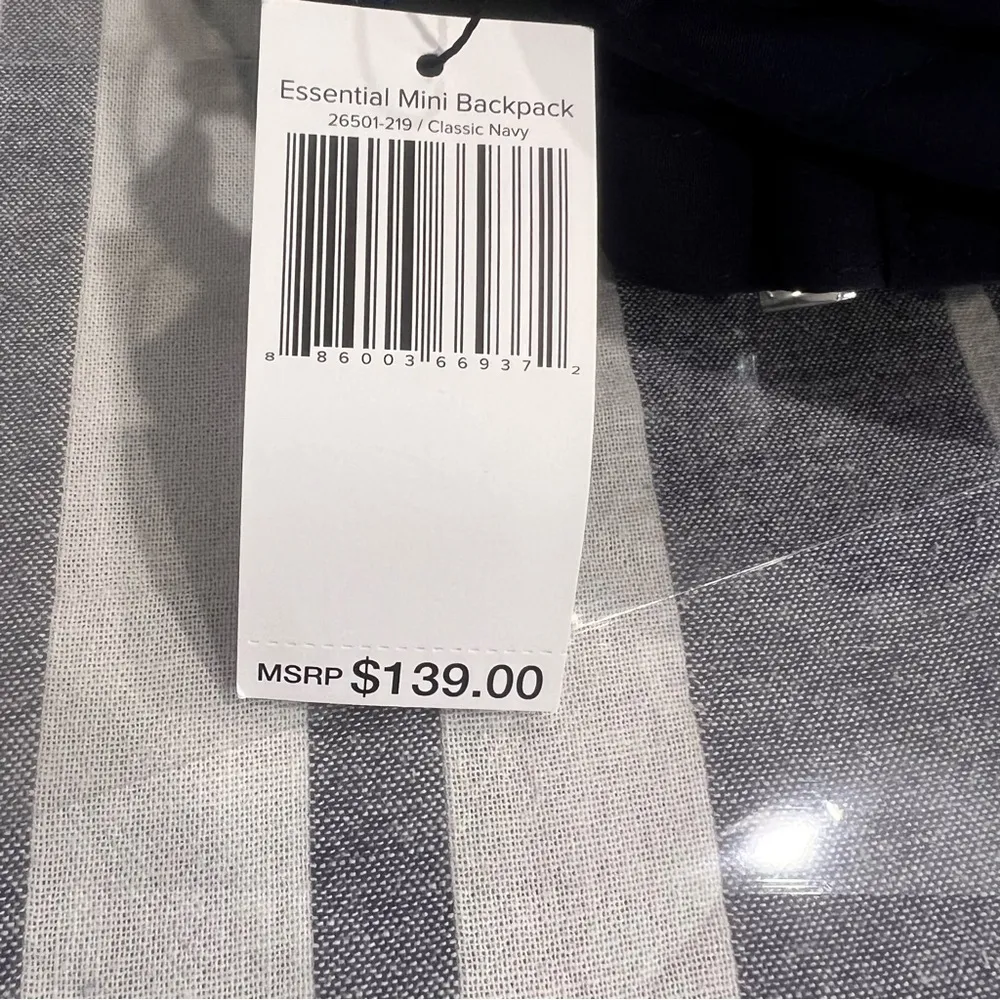 Essential Mini Backpack
26501-219 / Classic Navy
8 86003 66937 2
MSRP $139.00